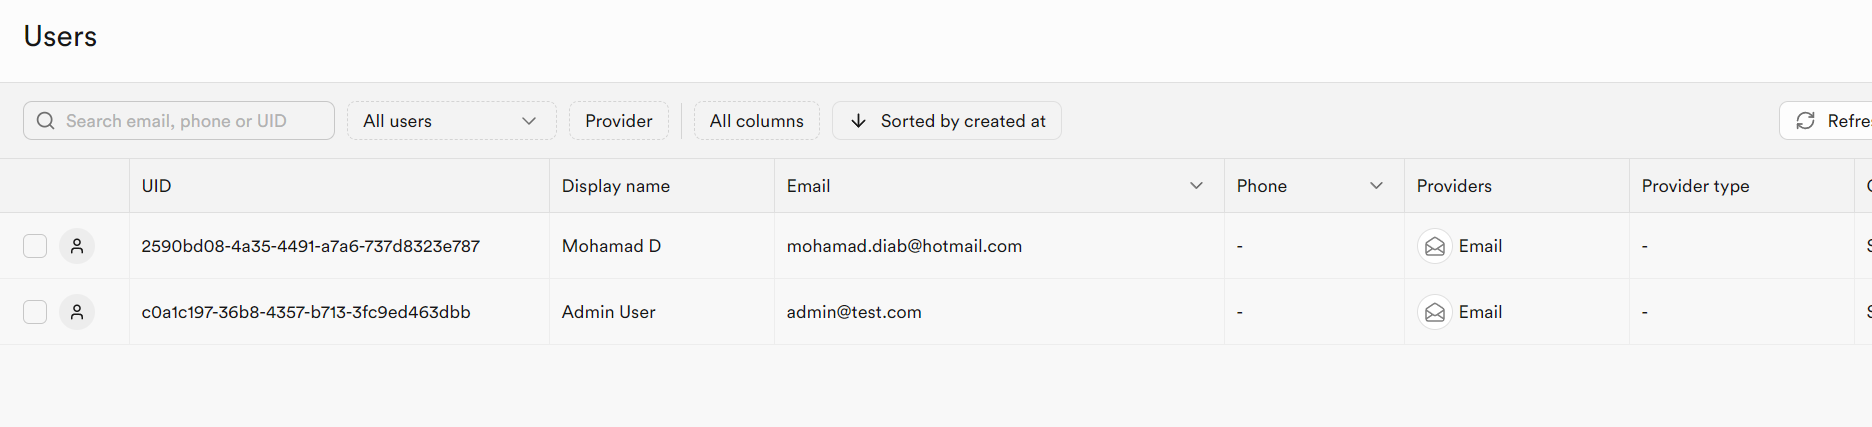 Users
Search email, phone or UID All users Provider All columns Sorted by created at
UID Display name Email Phone Providers Provider type
2590bd08-4a35-4491-a7a6-737d8323e787 Mohamad D mohamad.diab@hotmail.com - Email -
c0a1c197-36b8-4357-b713-3fc9ed463dbb Admin User admin@test.com - Email -